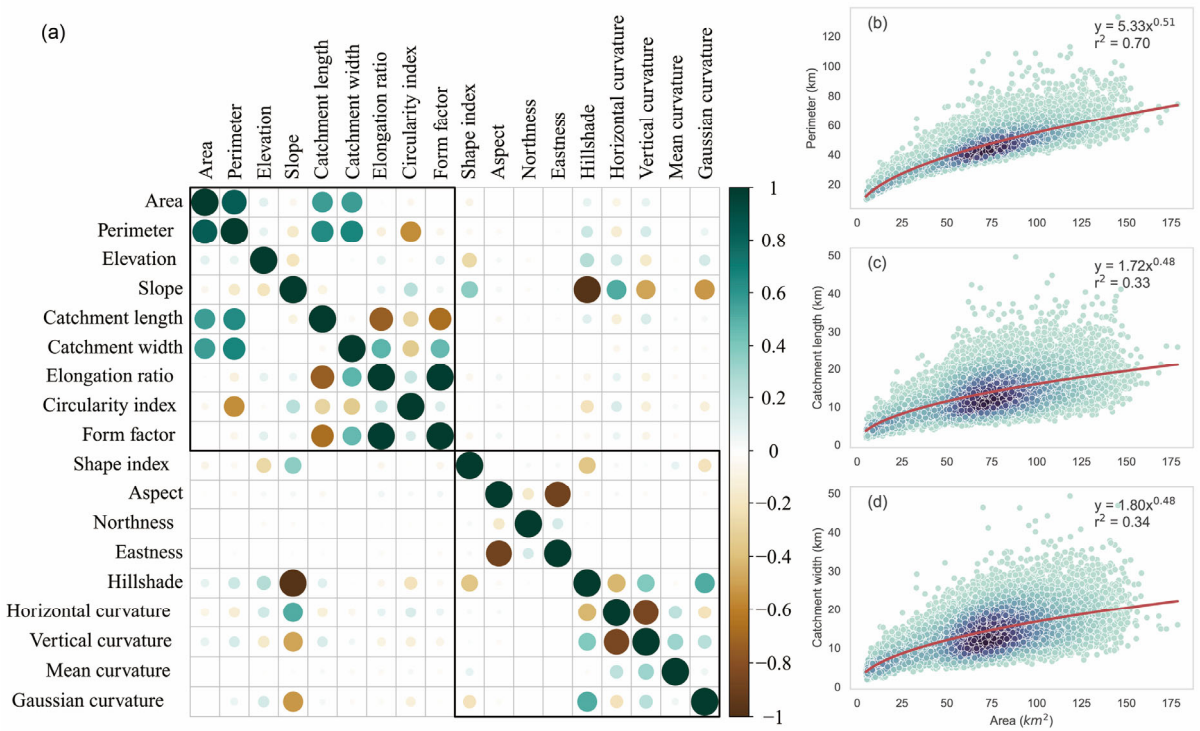 (a)
Area
Perimeter
Elevation
Slope
Catchment length
Catchment width
Elongation ratio
Circularity index
Form factor
Shape index
Aspect
Northness
Eastness
Hillshade
Horizontal curvature
Vertical curvature
Mean curvature
Gaussian curvature
Area
Perimeter
Elevation
Slope
Catchment length
Catchment width
Elongation ratio
Circularity index
Form factor
Shape index
Aspect
Northness
Eastness
Hillshade
Horizontal curvature
Vertical curvature
Mean curvature
Gaussian curvature
1
0.8
0.6
0.4
0.2
0
−0.2
−0.4
−0.6
−0.8
−1
(b)
y = 5.33x^0.51
r² = 0.70
Perimeter (km)
120
100
80
60
40
20
0 25 50 75 100 125 150 175
(c)
y = 1.72x^0.48
r² = 0.33
Catchment length (km)
50
40
30
20
10
0
0 25 50 75 100 125 150 175
(d)
y = 1.80x^0.48
r² = 0.34
Catchment width (km)
50
40
30
20
10
0
0 25 50 75 100 125 150 175
Area (km²)